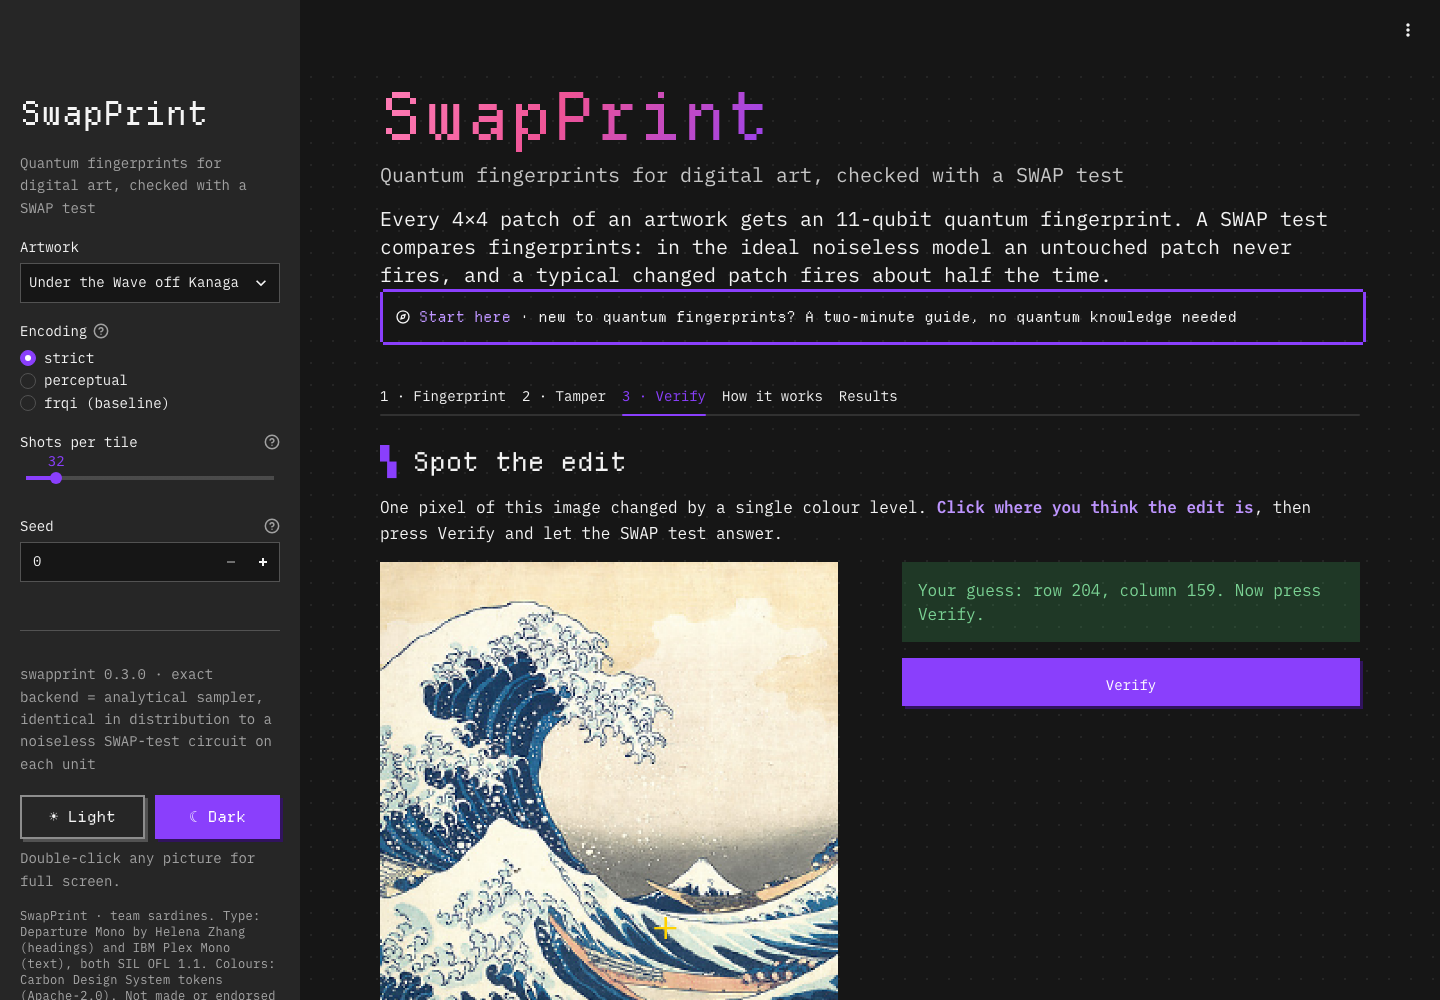 SwapPrint
Quantum fingerprints for
digital art, checked with a
SWAP test
Artwork
Under the Wave off Kanaga
Encoding
strict
perceptual
frqi (baseline)
Shots per tile
32
Seed
0
swapprint 0.3.0 · exact
backend = analytical sampler,
identical in distribution to a
noiseless SWAP-test circuit on
each unit
☀ Light
☾ Dark
Double-click any picture for
full screen.
SwapPrint · team sardines. Type:
Departure Mono by Helena Zhang
(headings) and IBM Plex Mono
(text), both SIL OFL 1.1. Colours:
Carbon Design System tokens
(Apache-2.0). Not made or endorsed
SwapPrint
Quantum fingerprints for digital art, checked with a SWAP test
Every 4×4 patch of an artwork gets an 11-qubit quantum fingerprint. A SWAP test
compares fingerprints: in the ideal noiseless model an untouched patch never
fires, and a typical changed patch fires about half the time.
Start here · new to quantum fingerprints? A two-minute guide, no quantum knowledge needed
1 · Fingerprint 2 · Tamper 3 · Verify How it works Results
Spot the edit
One pixel of this image changed by a single colour level. Click where you think the edit is, then
press Verify and let the SWAP test answer.
Your guess: row 204, column 159. Now press
Verify.
Verify